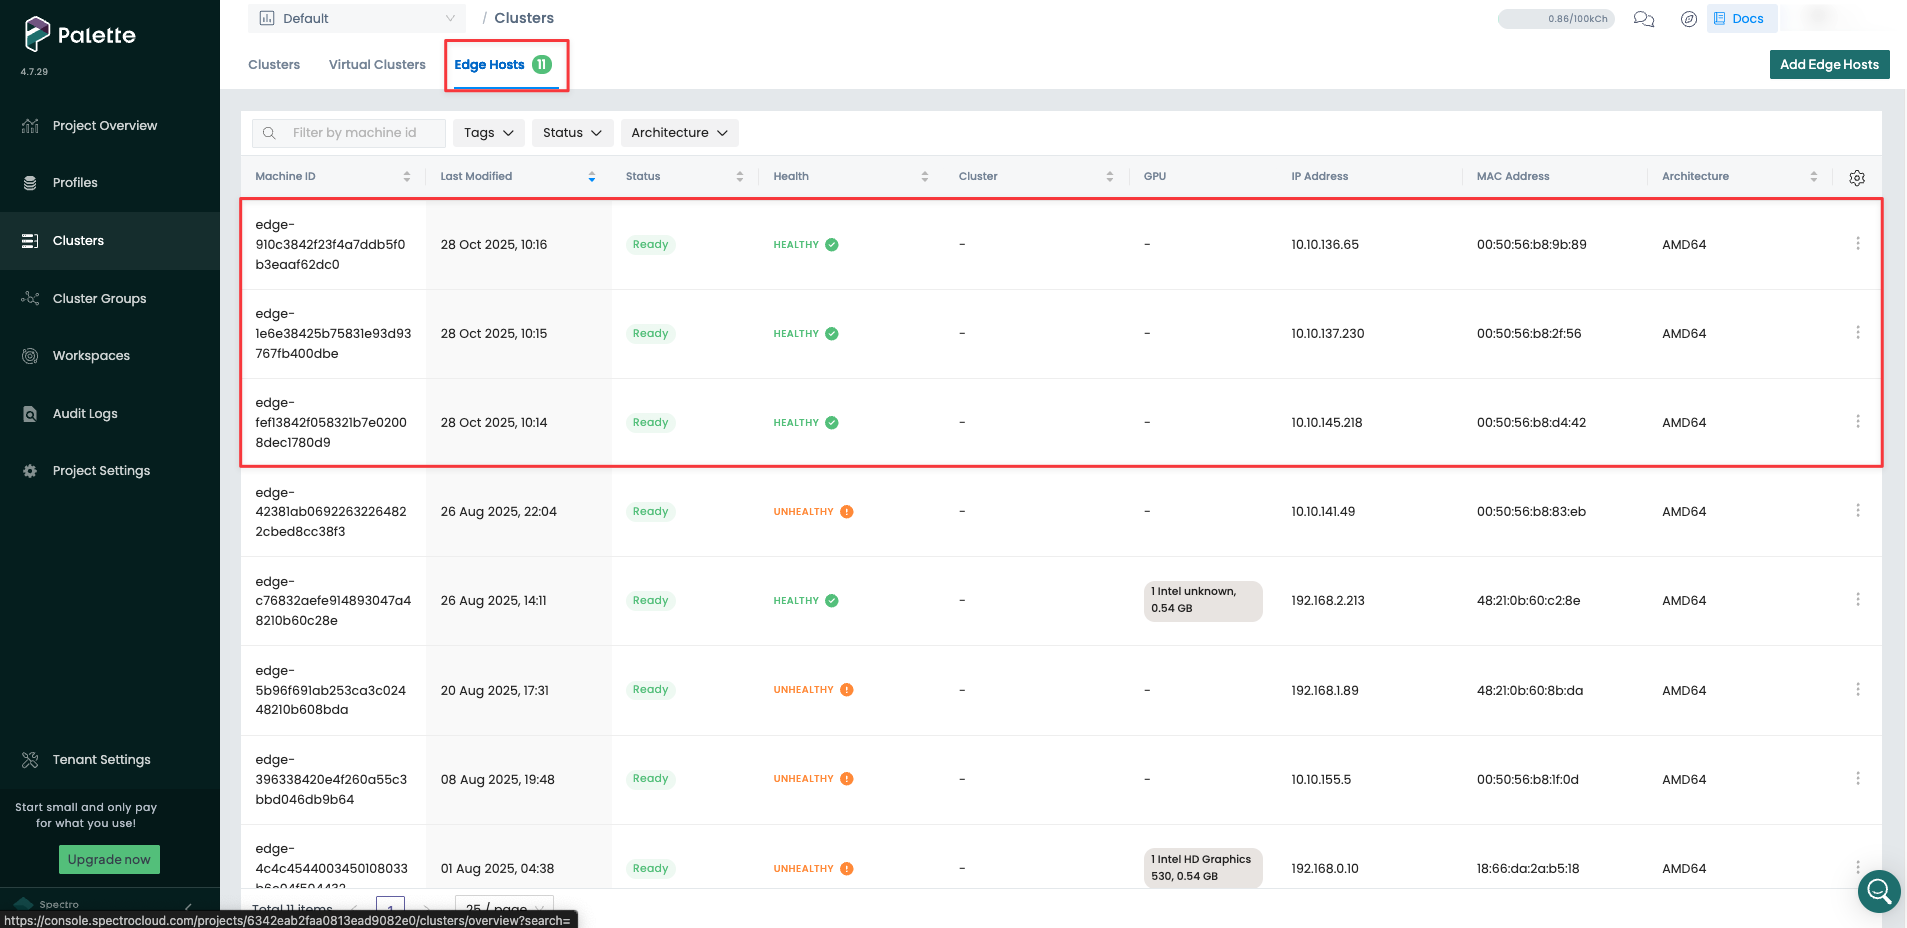 Palette
4.7.29
Project Overview
Profiles
Clusters
Cluster Groups
Workspaces
Audit Logs
Project Settings
Tenant Settings
Start small and only pay
for what you use!
Upgrade now
Spectro
Default / Clusters
0.86/100kCh
Docs
Clusters Virtual Clusters Edge Hosts 11
Add Edge Hosts
Filter by machine id Tags Status Architecture
Machine ID Last Modified Status Health Cluster GPU IP Address MAC Address Architecture
edge-
910c3842f23f4a7ddb5f0
b3eaaf62dc0
28 Oct 2025, 10:16 Ready HEALTHY - - 10.10.136.65 00:50:56:b8:9b:89 AMD64
edge-
1e6e38425b75831e93d93
767fb400dbe
28 Oct 2025, 10:15 Ready HEALTHY - - 10.10.137.230 00:50:56:b8:2f:56 AMD64
edge-
fef13842f058321b7e0200
8dec1780d9
28 Oct 2025, 10:14 Ready HEALTHY - - 10.10.145.218 00:50:56:b8:d4:42 AMD64
edge-
42381ab0692263226482
2cbed8cc38f3
26 Aug 2025, 22:04 Ready UNHEALTHY - - 10.10.141.49 00:50:56:b8:83:eb AMD64
edge-
c76832aefe914893047a4
8210b60c28e
26 Aug 2025, 14:11 Ready HEALTHY -
1 Intel unknown,
0.54 GB
192.168.2.213 48:21:0b:60:c2:8e AMD64
edge-
5b96f691ab253ca3c024
48210b608bda
20 Aug 2025, 17:31 Ready UNHEALTHY - - 192.168.1.89 48:21:0b:60:8b:da AMD64
edge-
396338420e4f260a55c3
bbd046db9b64
08 Aug 2025, 19:48 Ready UNHEALTHY - - 10.10.155.5 00:50:56:b8:1f:0d AMD64
edge-
4c4c4544003450108033
01 Aug 2025, 04:38 Ready UNHEALTHY -
1 Intel HD Graphics
530, 0.54 GB
192.168.0.10 18:66:da:2a:b5:18 AMD64
Total 11 items 1 25 / page
https://console.spectrocloud.com/projects/6342eab2faa0813ead9082e0/clusters/overview?search=